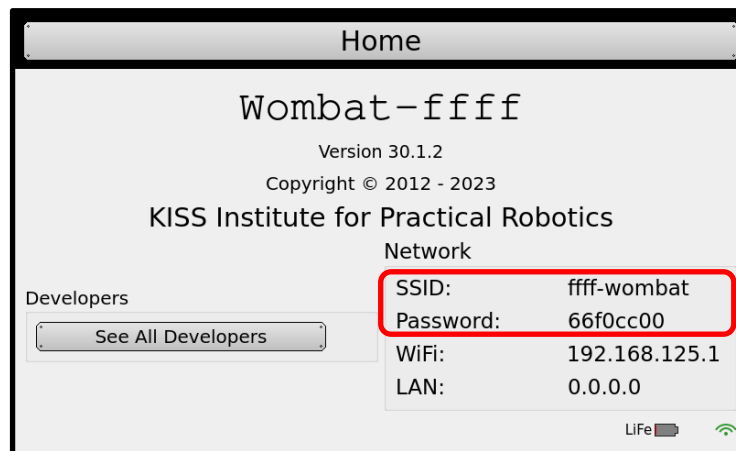 Home
Wombat-ffff
Version 30.1.2
Copyright © 2012 - 2023
KISS Institute for Practical Robotics
Network
SSID: ffff-wombat
Password: 66f0cc00
WiFi: 192.168.125.1
LAN: 0.0.0.0
Developers
See All Developers
LiFe